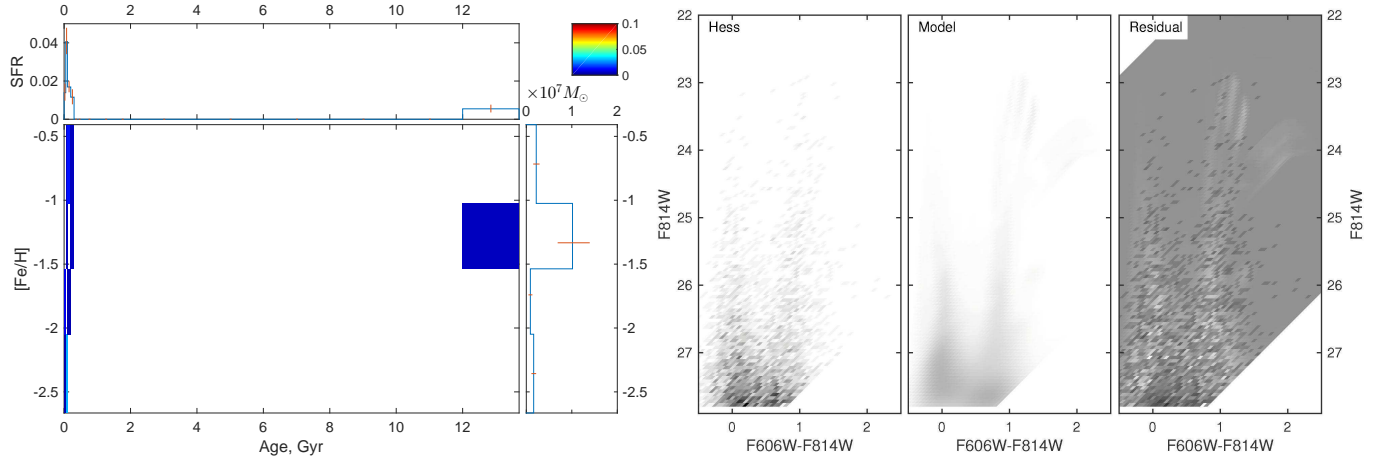 0 2 4 6 8 10 12
SFR
0.04
0.02
0
0.1
0.05
0
×10⁷M⊙
0 1 2
[Fe/H]
-0.5
-1
-1.5
-2
-2.5
-0.5
-1
-1.5
-2
-2.5
0 2 4 6 8 10 12
Age, Gyr
Hess
Model
Residual
22
23
24
25
26
27
F814W
0 1 2
F606W-F814W
0 1 2
F606W-F814W
0 1 2
F606W-F814W
22
23
24
25
26
27
F814W